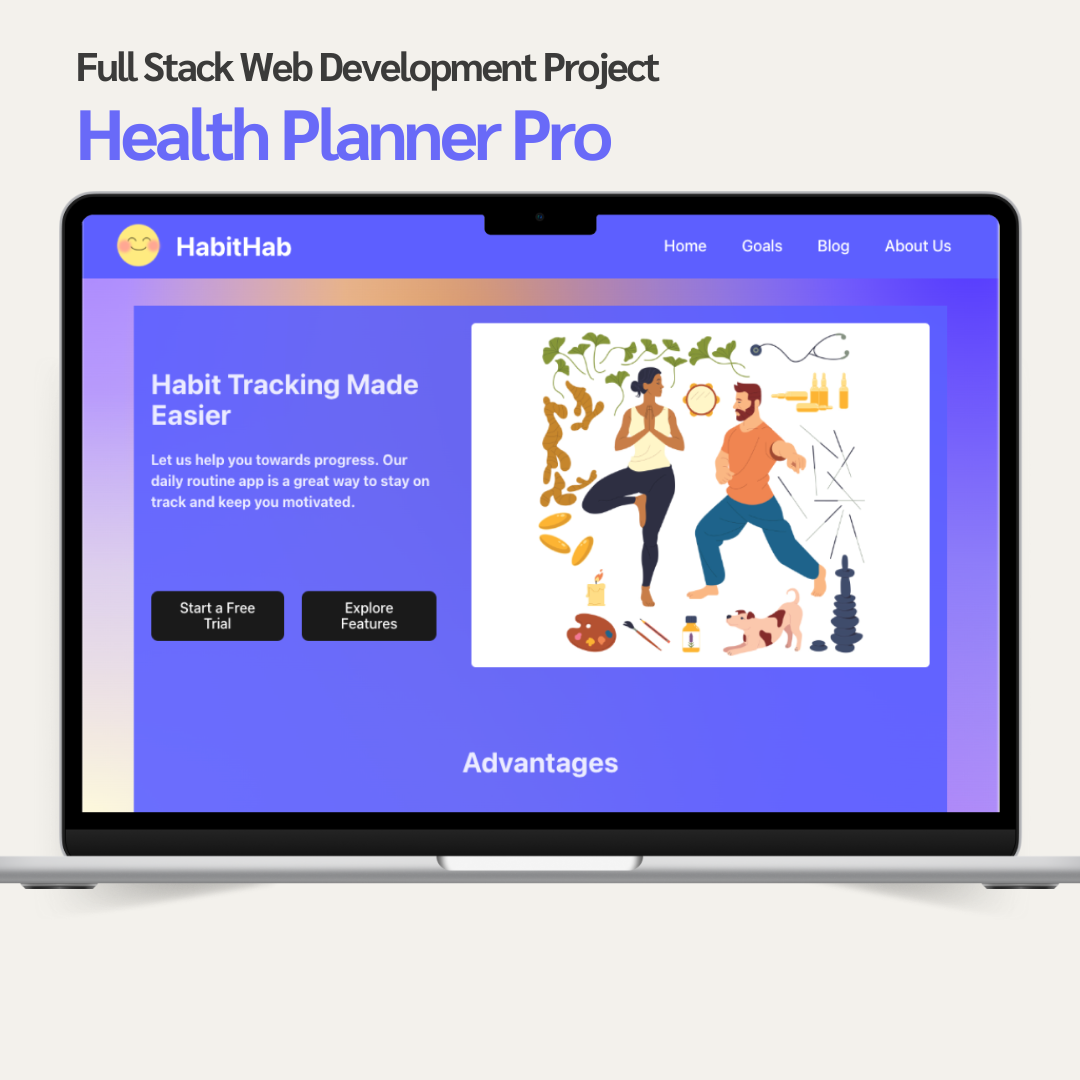 Full Stack Web Development Project
Health Planner Pro
HabitHab
Home Goals Blog About Us
Habit Tracking Made
Easier
Let us help you towards progress. Our
daily routine app is a great way to stay on
track and keep you motivated.
Start a Free
Trial
Explore
Features
Advantages